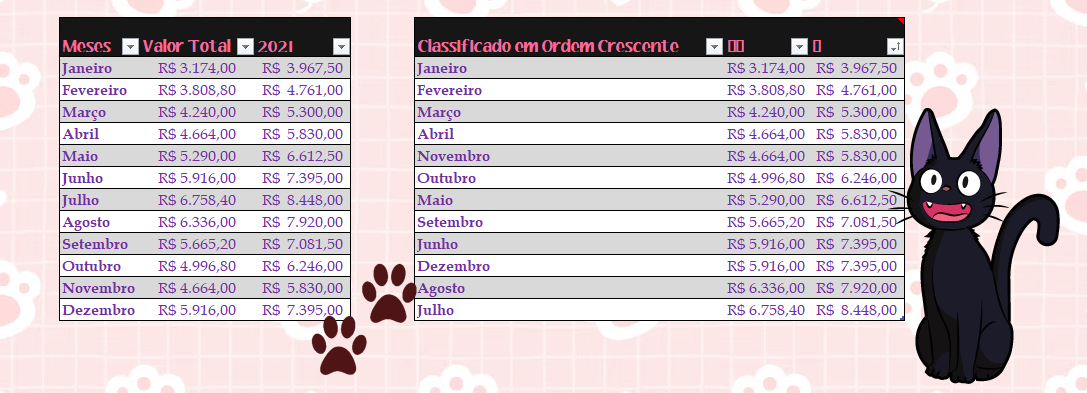 Meses Valor Total 2021
Janeiro R$ 3.174,00 R$ 3.967,50
Fevereiro R$ 3.808,80 R$ 4.761,00
Março R$ 4.240,00 R$ 5.300,00
Abril R$ 4.664,00 R$ 5.830,00
Maio R$ 5.290,00 R$ 6.612,50
Junho R$ 5.916,00 R$ 7.395,00
Julho R$ 6.758,40 R$ 8.448,00
Agosto R$ 6.336,00 R$ 7.920,00
Setembro R$ 5.665,20 R$ 7.081,50
Outubro R$ 4.996,80 R$ 6.246,00
Novembro R$ 4.664,00 R$ 5.830,00
Dezembro R$ 5.916,00 R$ 7.395,00
Classificado em Ordem Crescente
Janeiro R$ 3.174,00 R$ 3.967,50
Fevereiro R$ 3.808,80 R$ 4.761,00
Março R$ 4.240,00 R$ 5.300,00
Abril R$ 4.664,00 R$ 5.830,00
Novembro R$ 4.664,00 R$ 5.830,00
Outubro R$ 4.996,80 R$ 6.246,00
Maio R$ 5.290,00 R$ 6.612,50
Setembro R$ 5.665,20 R$ 7.081,50
Junho R$ 5.916,00 R$ 7.395,00
Dezembro R$ 5.916,00 R$ 7.395,00
Agosto R$ 6.336,00 R$ 7.920,00
Julho R$ 6.758,40 R$ 8.448,00